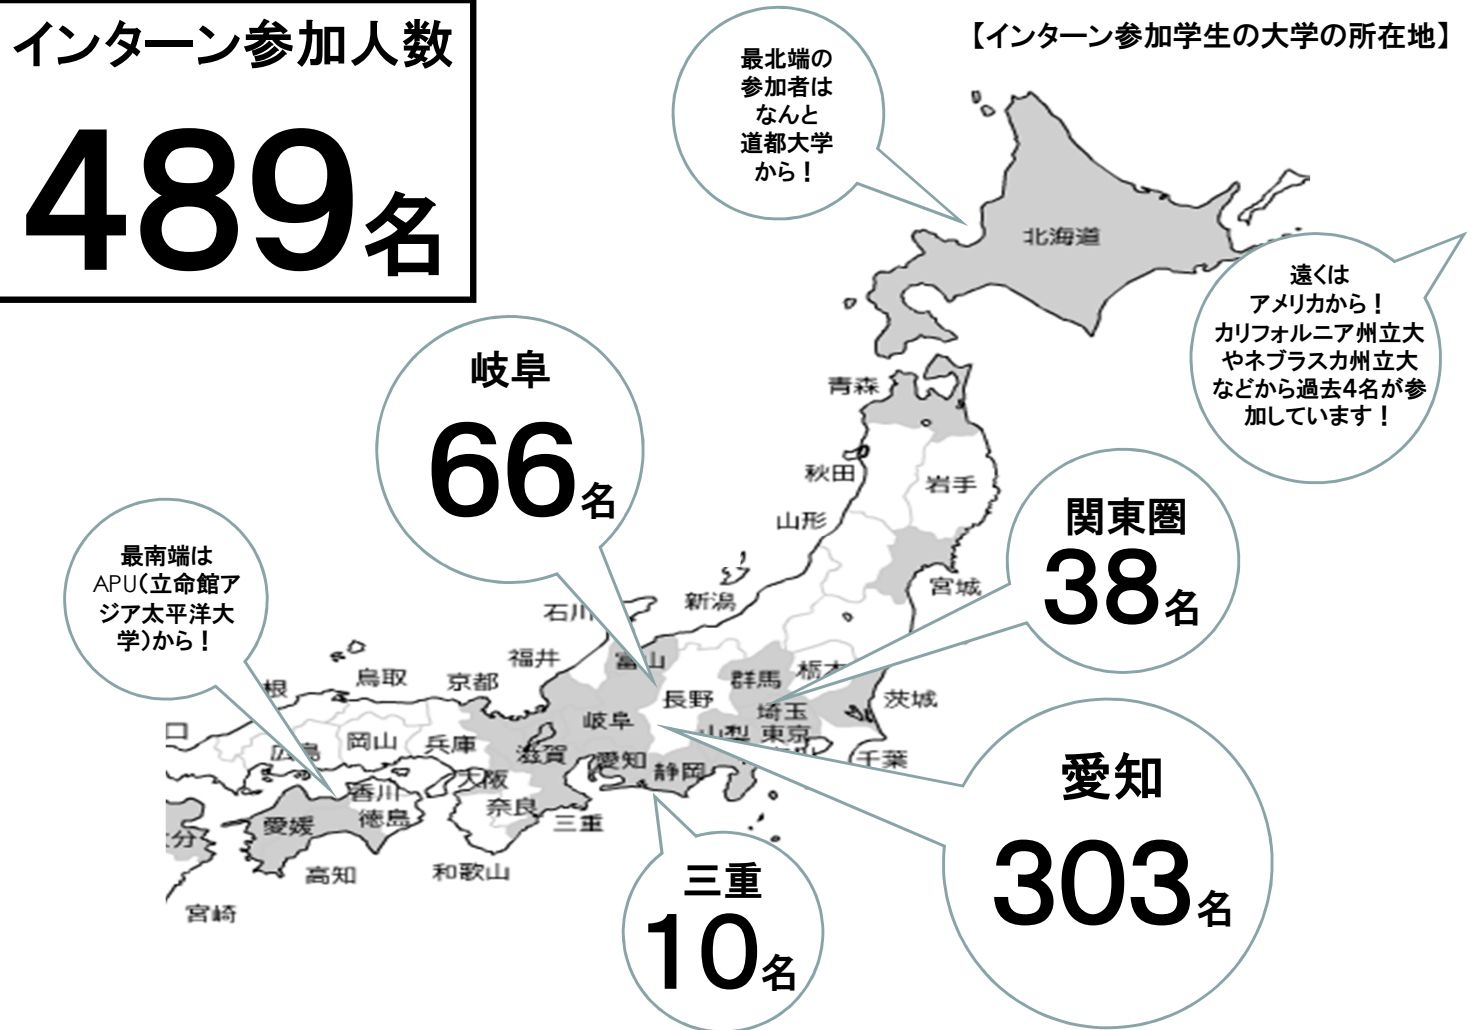 インターン参加人数
489名
【インターン参加学生の大学の所在地】
最北端の
参加者は
なんと
道都大学
から！
北海道
遠くは
アメリカから！
カリフォルニア州立大
やネブラスカ州立大
などから過去4名が参
加しています！
岐阜
66名
青森
秋田
岩手
山形
宮城
関東圏
38名
最南端は
APU(立命館ア
ジア太平洋大
学)から！
石川
新潟
福井
富山
群馬
栃木
根
鳥取
京都
長野
茨城
口
岐阜
埼玉
広島
岡山
兵庫
滋賀
愛知
山梨
東京
千葉
大阪
静岡
香川
奈良
徳島
愛媛
三重
分
高知
和歌山
宮崎
愛知
303名
三重
10名